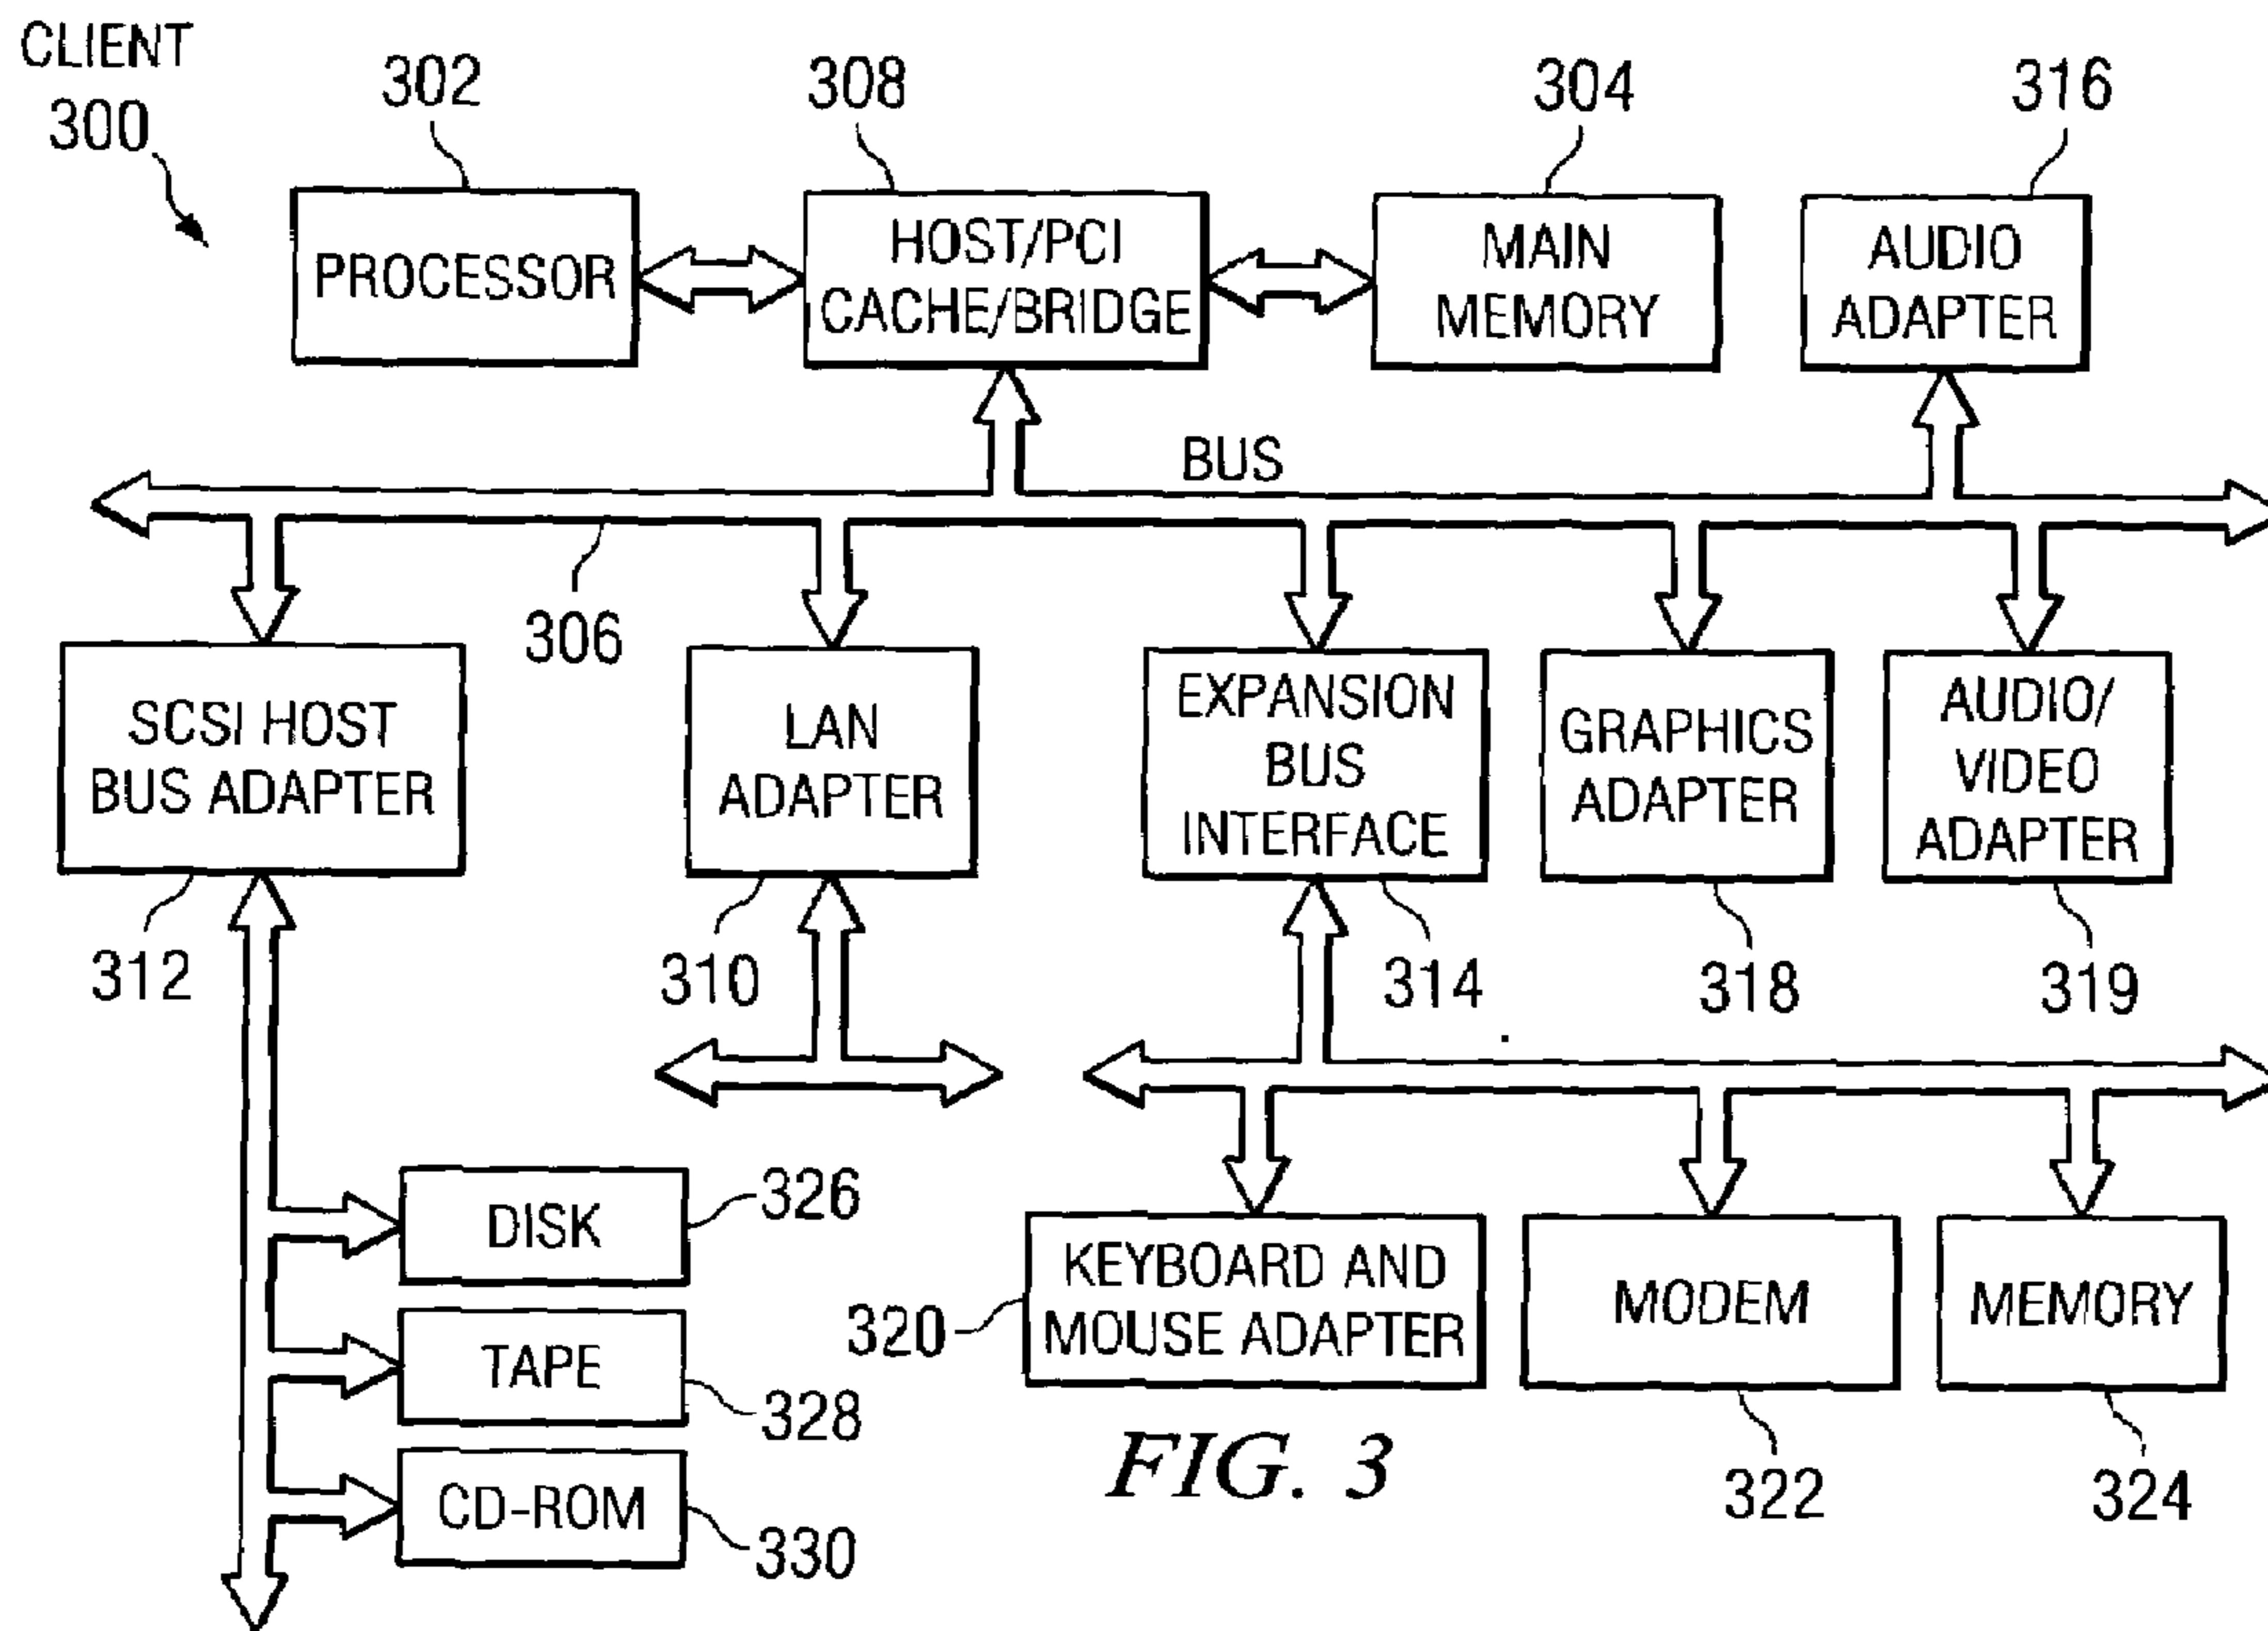 CLIENT
300
302
308
304
316
PROCESSOR
HOST/PCI
CACHE/BRIDGE
MAIN
MEMORY
AUDIO
ADAPTER
BUS
306
SCSI HOST
BUS ADAPTER
LAN
ADAPTER
EXPANSION
BUS
INTERFACE
GRAPHICS
ADAPTER
AUDIO/
VIDEO
ADAPTER
312
310
314
318
319
DISK
326
TAPE
328
CD-ROM
330
320
KEYBOARD AND
MOUSE ADAPTER
MODEM
MEMORY
322
324
FIG. 3